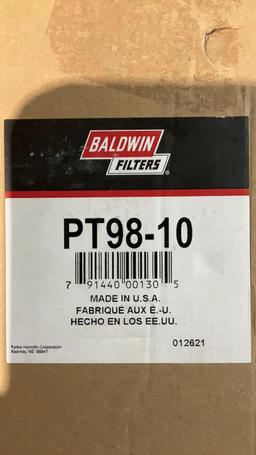 BALDWIN
FILTERS®
PT98-10
7 91440 00130 5
MADE IN U.S.A.
FABRIQUÉ AUX É.-U.
HECHO EN LOS EE.UU.
012621
Parker Hannifin Corporation
Kearney, NE 68847